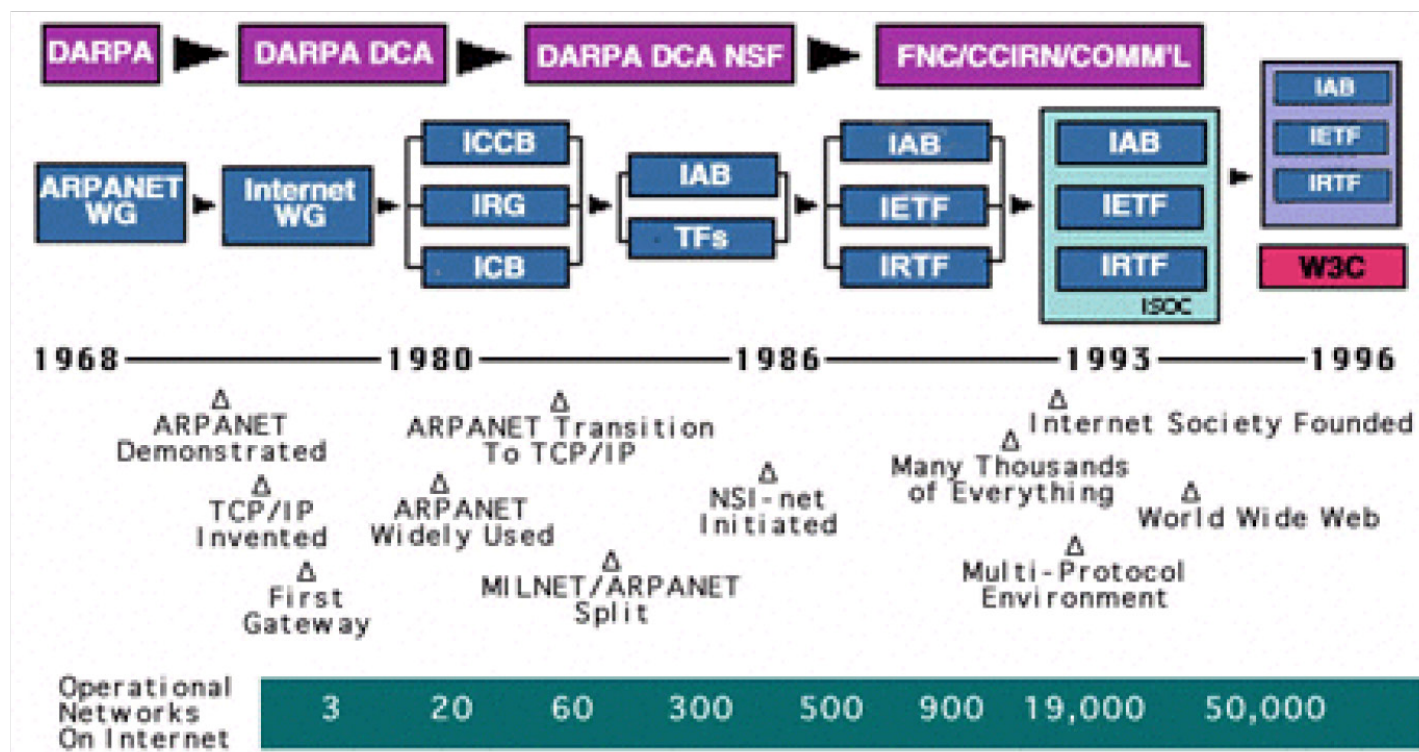 DARPA
DARPA DCA
DARPA DCA NSF
FNC/CCIRN/COMM'L
ARPANET
WG
Internet
WG
ICCB
IRG
ICB
IAB
TFs
IAB
IETF
IRTF
IAB
IETF
IRTF
ISOC
IAB
IETF
IRTF
W3C
1968
1980
1986
1993
1996
Δ
ARPANET
Demonstrated
Δ
TCP/IP
Invented
Δ
First
Gateway
Δ
ARPANET
Widely Used
Δ
ARPANET Transition
To TCP/IP
Δ
MILNET/ARPANET
Split
Δ
NSI-net
Initiated
Δ
Internet Society Founded
Δ
Many Thousands
of Everything
Δ
World Wide Web
Δ
Multi-Protocol
Environment
Operational
Networks
On Internet
3 20 60 300 500 900 19,000 50,000